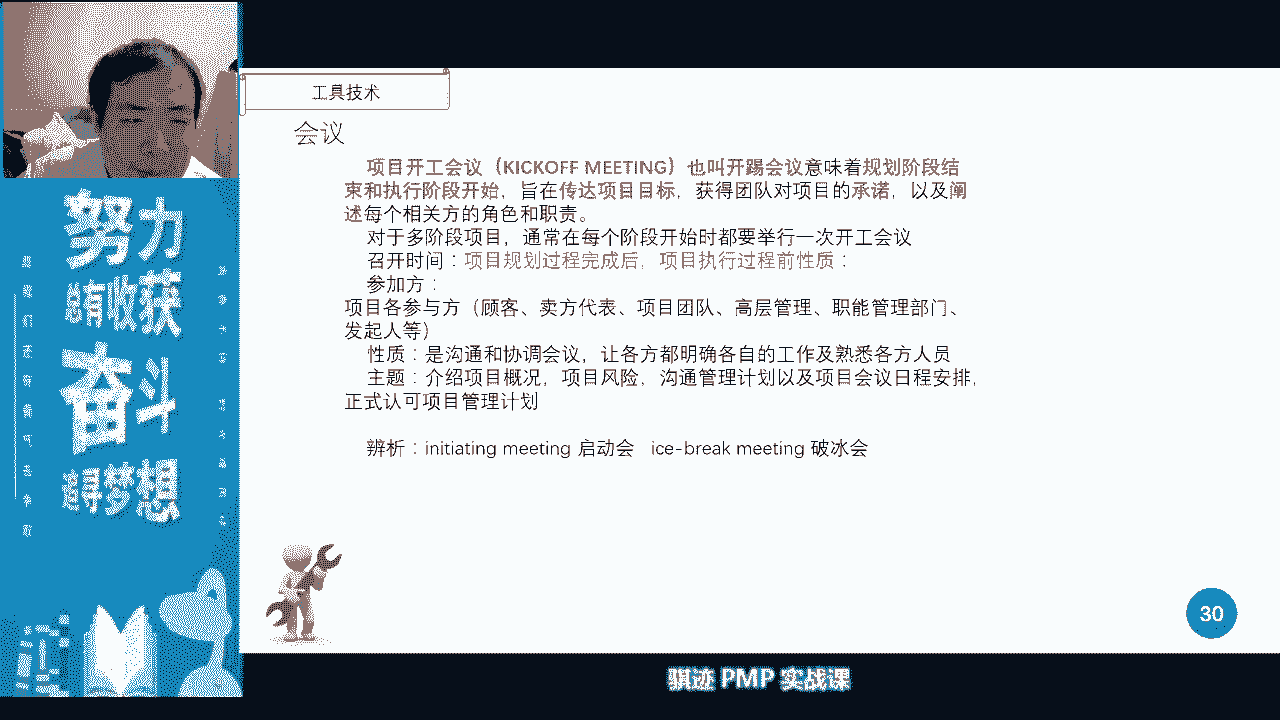 工具技术
会议
项目开工会议（KICKOFF MEETING）也叫开踢会议意味着规划阶段结
束和执行阶段开始，旨在传达项目目标，获得团队对项目的承诺，以及阐
述每个相关方的角色和职责。
对于多阶段项目，通常在每个阶段开始时都要举行一次开工会议
召开时间：项目规划过程完成后，项目执行过程前性质：
参加方：
项目各参与方（顾客、卖方代表、项目团队、高层管理、职能管理部门、
发起人等）
性质：是沟通和协调会议，让各方都明确各自的工作及熟悉各方人员
主题：介绍项目概况，项目风险，沟通管理计划以及项目会议日程安排，
正式认可项目管理计划
辨析：initiating meeting 启动会 ice-break meeting 破冰会
30
努力
总有收获
奋斗
追寻梦想
骐迹 PMP 实战课